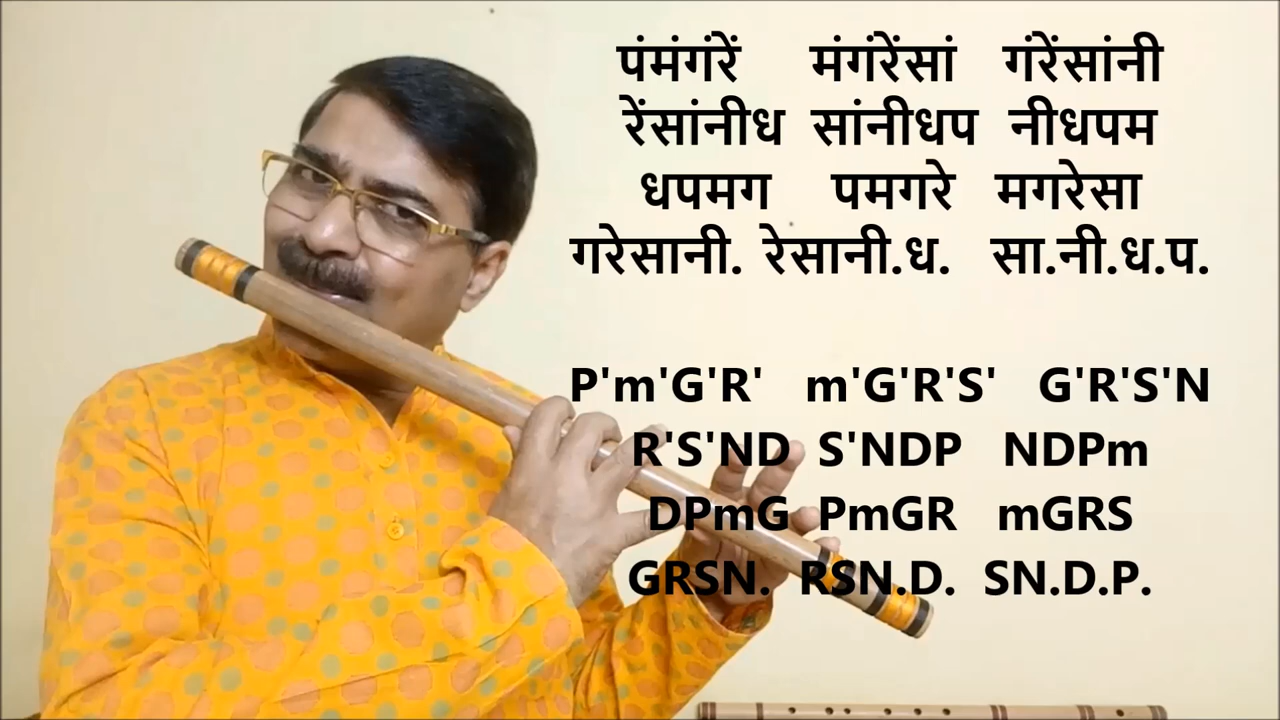 पंमंगंरें मंगंरेंसां गंरेंसांनी
रेंसांनीध सांनीधप नीधपम
धपमग पमगरे मगरेसा
गरेसानी. रेसानी.ध. सा.नी.ध.प.
P'm'G'R' m'G'R'S' G'R'S'N
R'S'ND S'NDP NDPm
DPmG PmGR mGRS
GRSN. RSN.D. SN.D.P.